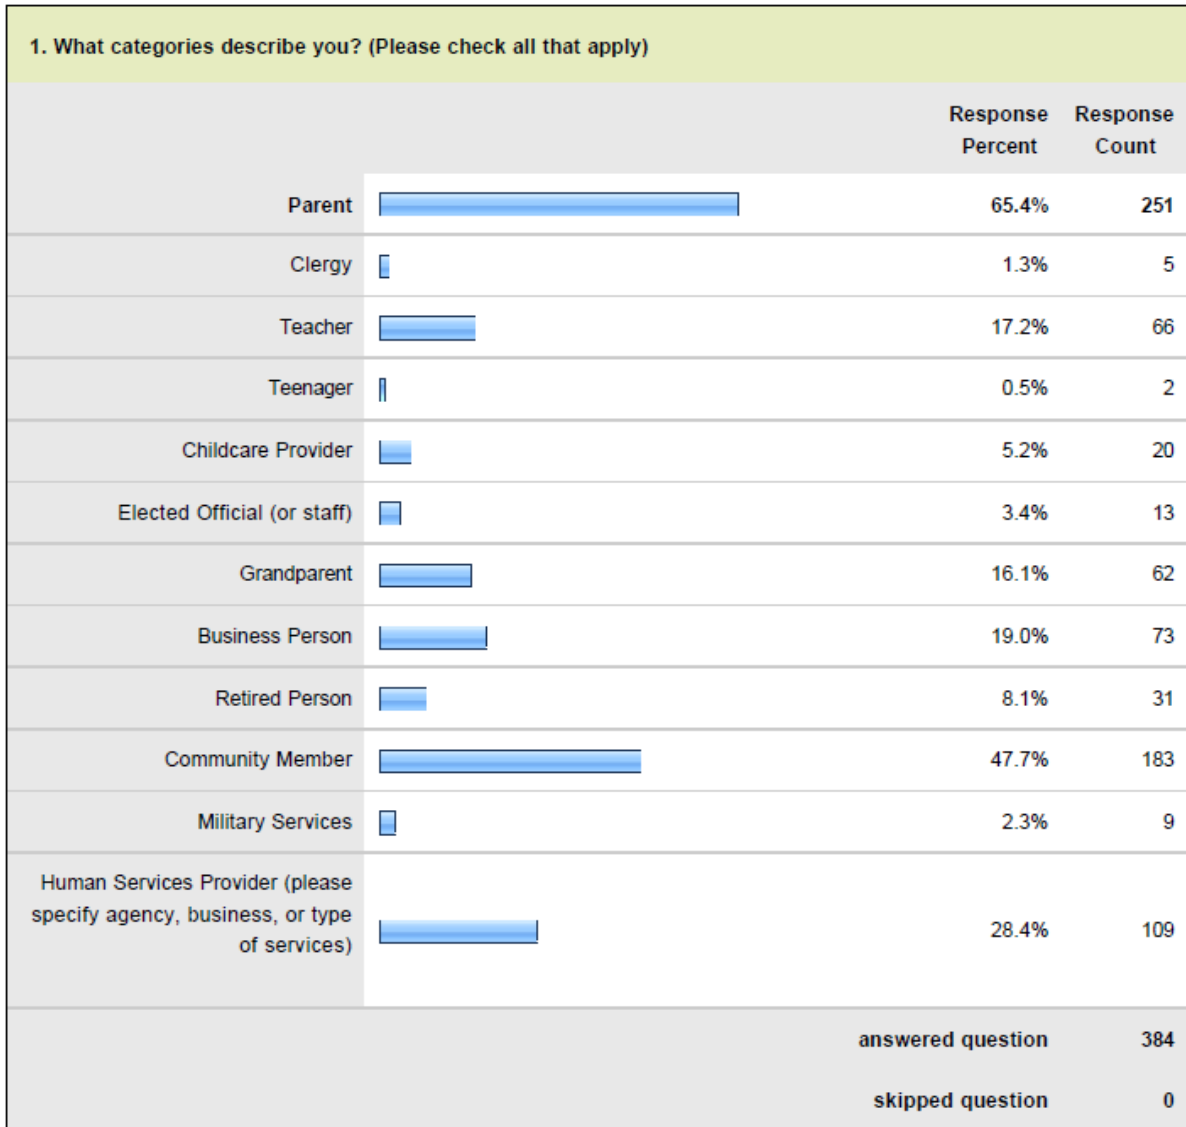 1. What categories describe you? (Please check all that apply)
Response Response
Percent Count
Parent 65.4% 251
Clergy 1.3% 5
Teacher 17.2% 66
Teenager 0.5% 2
Childcare Provider 5.2% 20
Elected Official (or staff) 3.4% 13
Grandparent 16.1% 62
Business Person 19.0% 73
Retired Person 8.1% 31
Community Member 47.7% 183
Military Services 2.3% 9
Human Services Provider (please
specify agency, business, or type
of services) 28.4% 109
answered question 384
skipped question 0